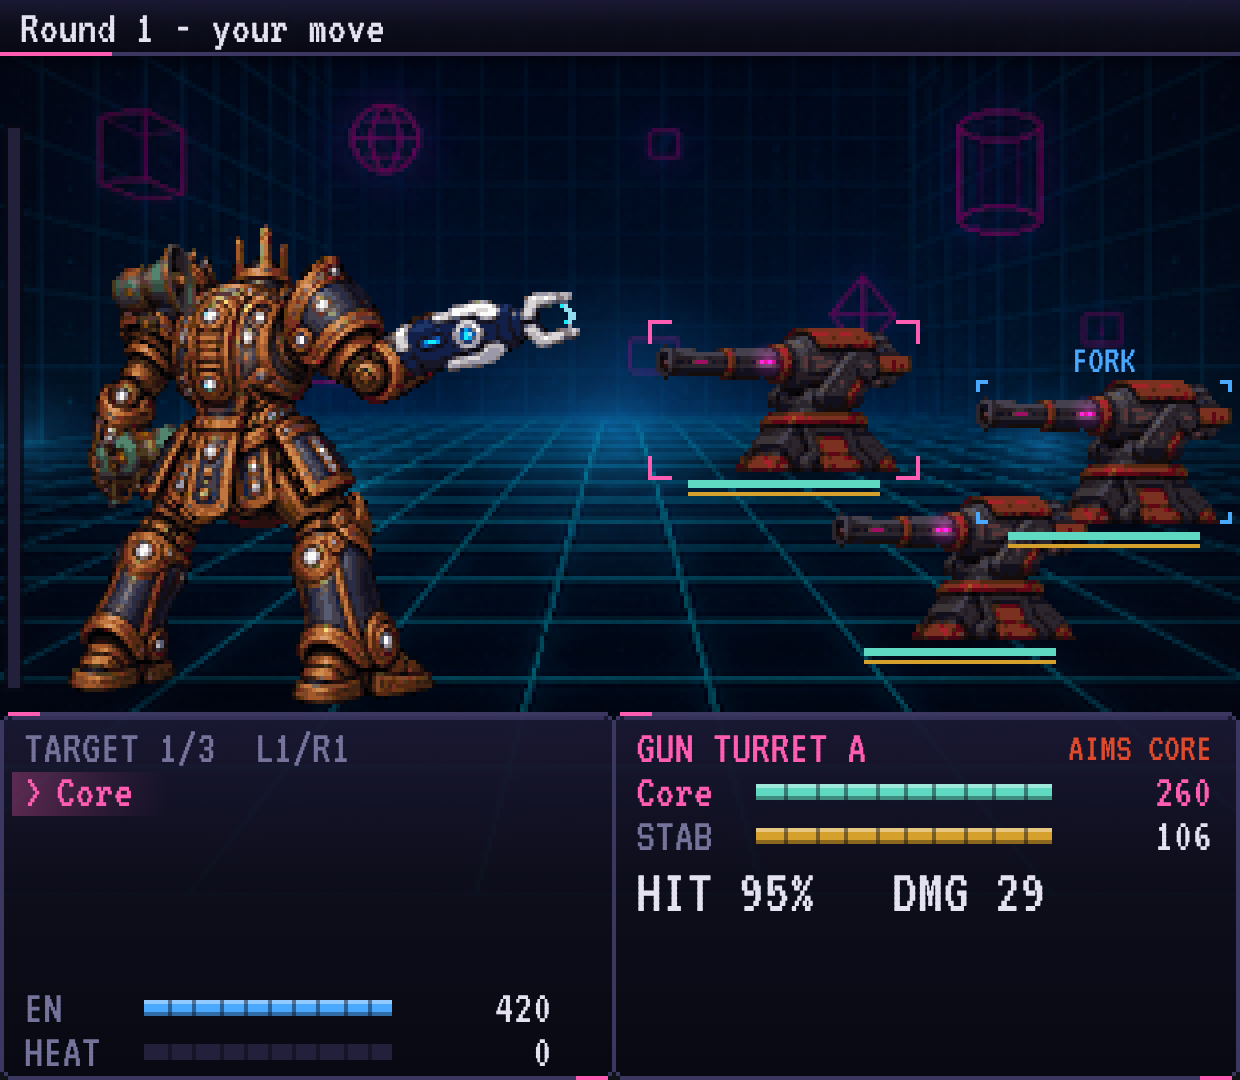 Round 1 - your move
FORK
TARGET 1/3 L1/R1
> Core
EN 420
HEAT 0
GUN TURRET A AIMS CORE
Core 260
STAB 106
HIT 95% DMG 29